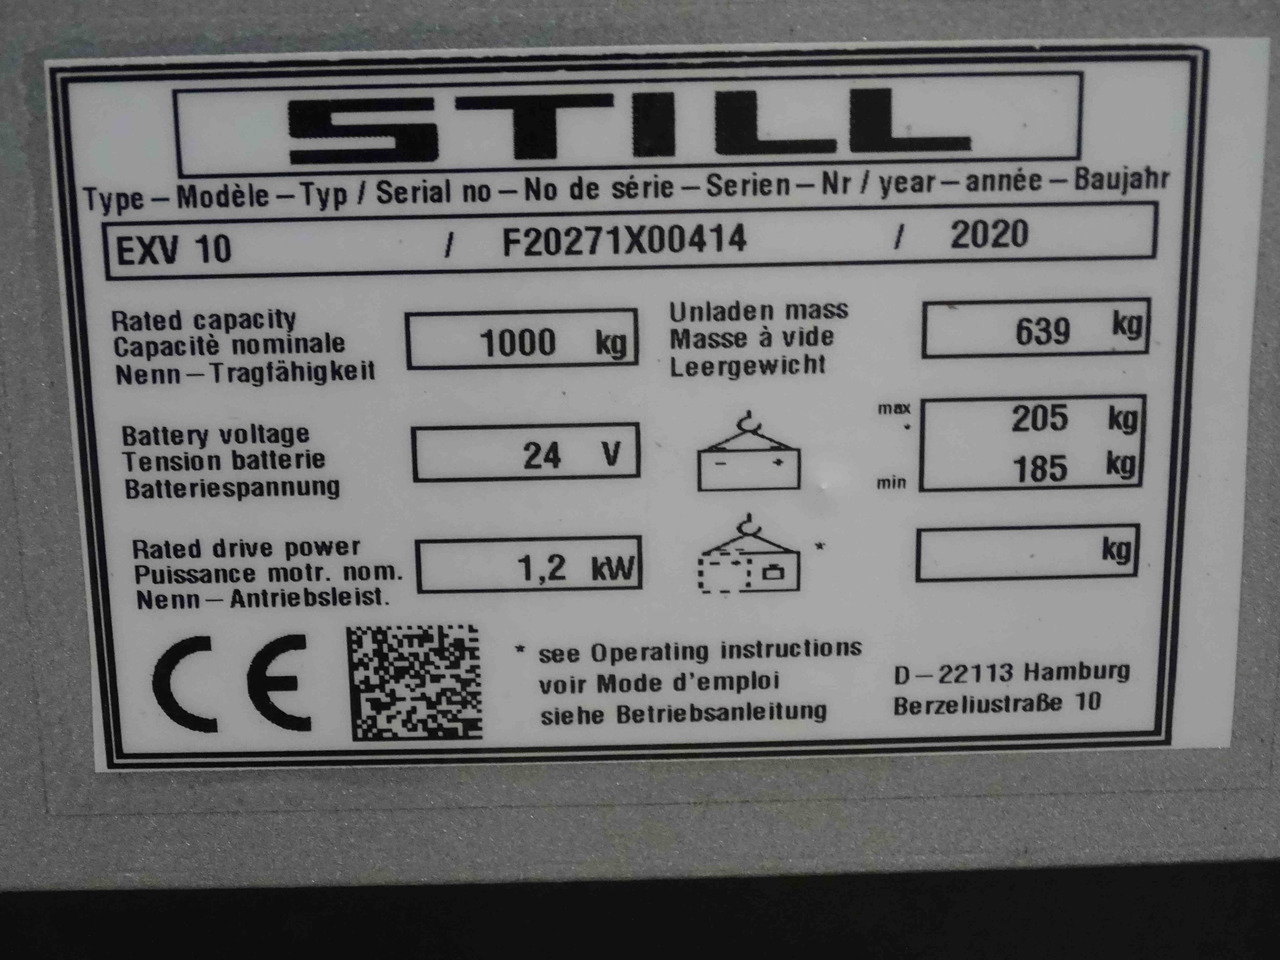 STILL
Type – Modèle – Typ / Serial no – No de série – Serien – Nr / year – année – Baujahr
EXV 10 / F20271X00414 / 2020
Rated capacity
Capacitè nominale
Nenn – Tragfähigkeit
1000 kg
Unladen mass
Masse à vide
Leergewicht
639 kg
Battery voltage
Tension batterie
Batteriespannung
24 V
- +
max 205 kg
min 185 kg
Rated drive power
Puissance motr. nom.
Nenn – Antriebsleist.
1,2 kW
- +
*
kg
CE
* see Operating instructions
voir Mode d'emploi
siehe Betriebsanleitung
D – 22113 Hamburg
Berzeliustraße 10